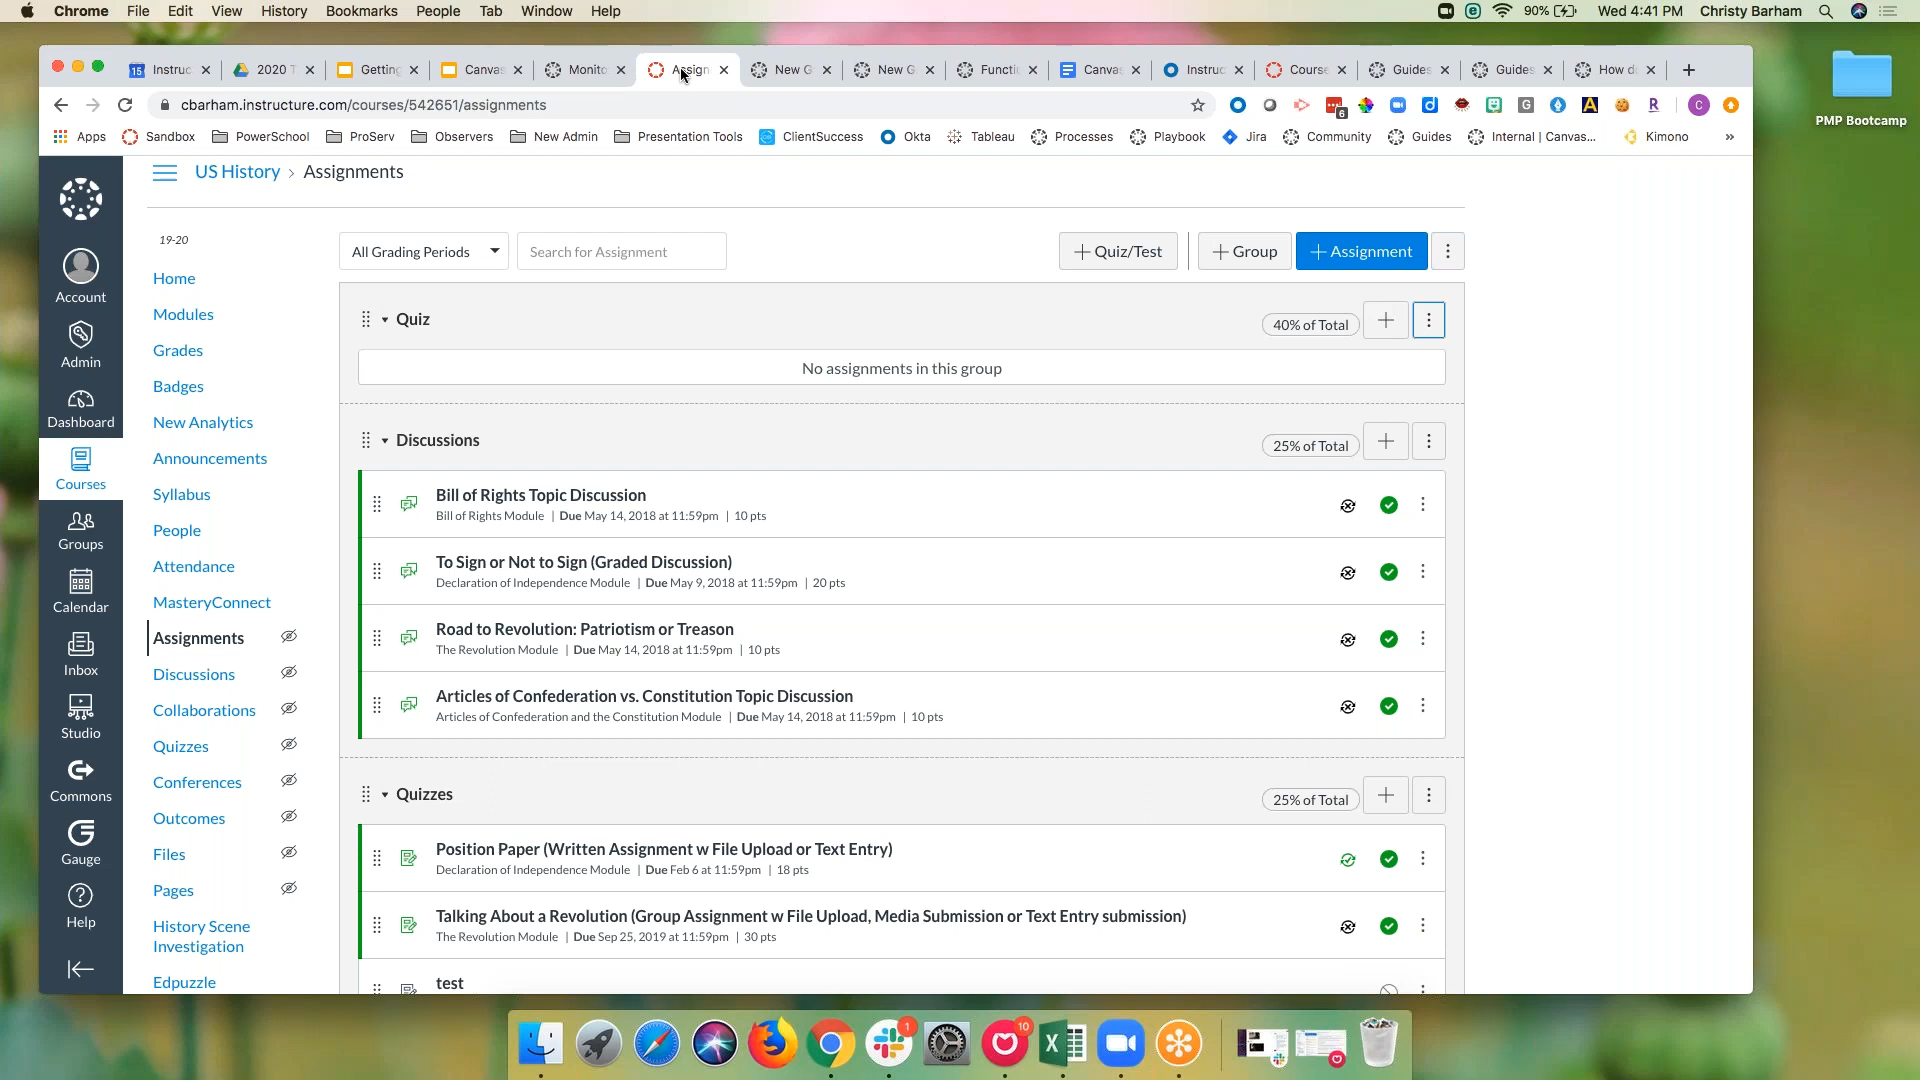 Chrome File Edit View History Bookmarks People Tab Window Help
90% Wed 4:41 PM Christy Barham
PMP Bootcamp
15 Instruc 2020 T Getting Canvas Monito Assign New G New G Functi Canvas Instruc Course Guides Guides How d
cbarham.instructure.com/courses/542651/assignments
6 C
Apps Sandbox PowerSchool ProServ Observers New Admin Presentation Tools ClientSuccess Okta Tableau Processes Playbook Jira Community Guides Internal | Canvas... Kimono »
US History › Assignments
Account
Admin
Dashboard
Courses
Groups
Calendar
Inbox
Studio
Commons
Gauge
Help
19-20
Home
Modules
Grades
Badges
New Analytics
Announcements
Syllabus
People
Attendance
MasteryConnect
Assignments
Discussions
Collaborations
Quizzes
Conferences
Outcomes
Files
Pages
History Scene
Investigation
Edpuzzle
All Grading Periods Search for Assignment + Quiz/Test + Group + Assignment
Quiz 40% of Total +
No assignments in this group
Discussions 25% of Total +
Bill of Rights Topic Discussion
Bill of Rights Module | Due May 14, 2018 at 11:59pm | 10 pts
To Sign or Not to Sign (Graded Discussion)
Declaration of Independence Module | Due May 9, 2018 at 11:59pm | 20 pts
Road to Revolution: Patriotism or Treason
The Revolution Module | Due May 14, 2018 at 11:59pm | 10 pts
Articles of Confederation vs. Constitution Topic Discussion
Articles of Confederation and the Constitution Module | Due May 14, 2018 at 11:59pm | 10 pts
Quizzes 25% of Total +
Position Paper (Written Assignment w File Upload or Text Entry)
Declaration of Independence Module | Due Feb 6 at 11:59pm | 18 pts
Talking About a Revolution (Group Assignment w File Upload, Media Submission or Text Entry submission)
The Revolution Module | Due Sep 25, 2019 at 11:59pm | 30 pts
test
1 10